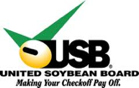 USB
UNITED SOYBEAN BOARD
Making Your Checkoff Pay Off.